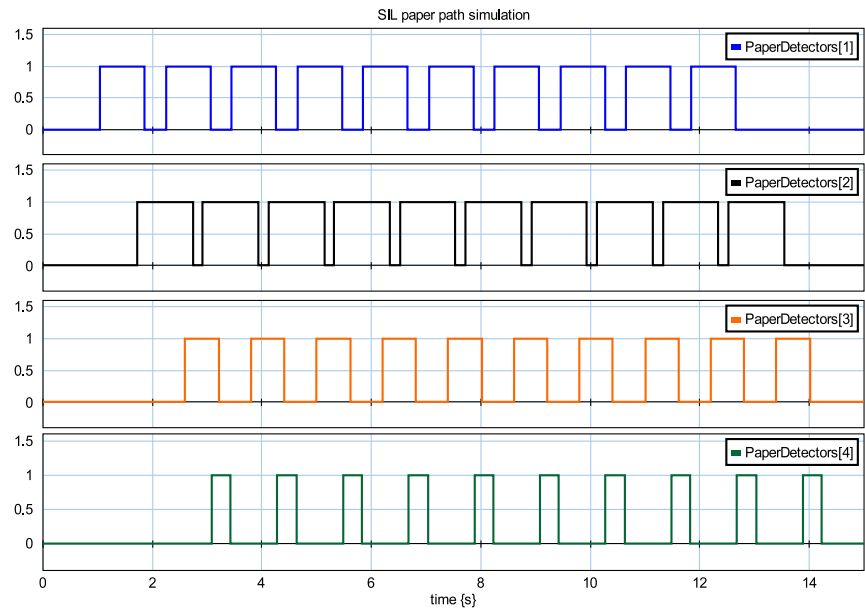 SIL paper path simulation
1.5
1
0.5
0
PaperDetectors[1]
1.5
1
0.5
0
PaperDetectors[2]
1.5
1
0.5
0
PaperDetectors[3]
1.5
1
0.5
0
PaperDetectors[4]
0 2 4 6 8 10 12 14
time {s}